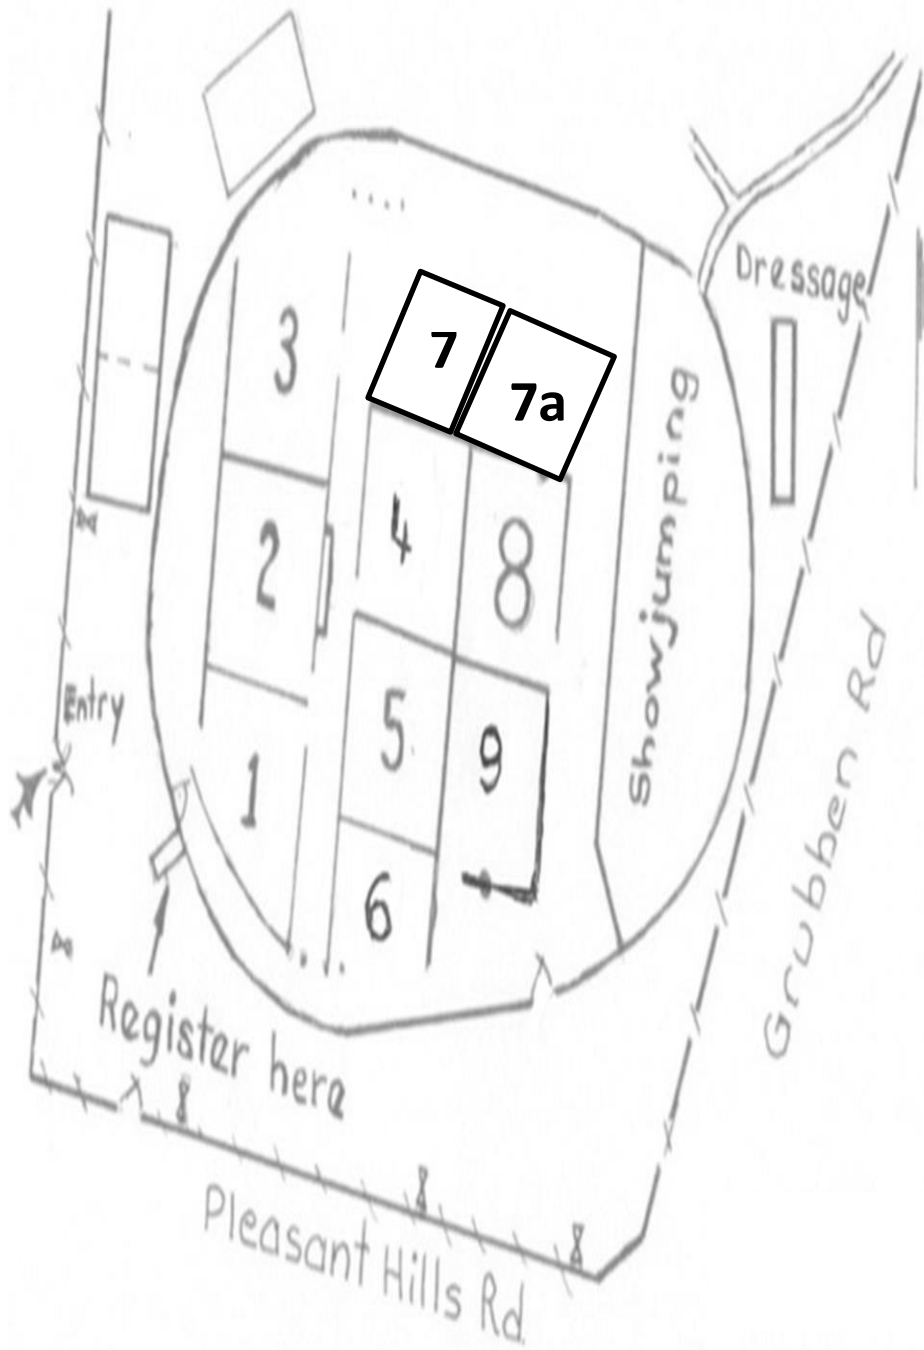 Dressage
3
7
7a
4
8
2
Showjumping
Entry
5
9
1
6
Grubben Rd
Register here
Pleasant Hills Rd